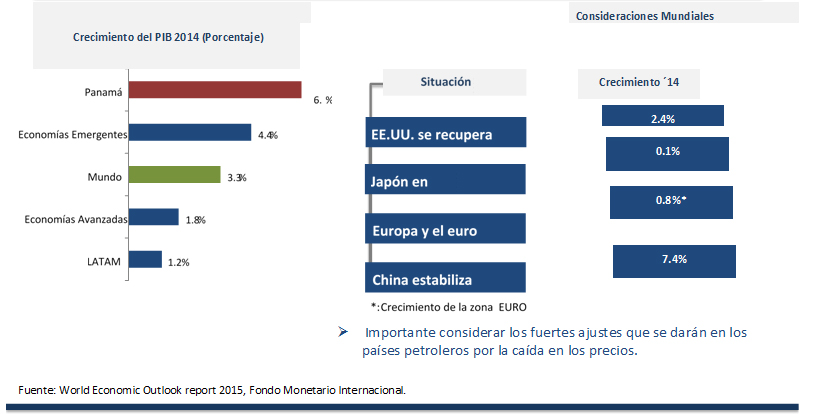 Consideraciones Mundiales
Crecimiento del PIB 2014 (Porcentaje)
Panamá
6. %
Economías Emergentes
4.4%
Mundo
3.3%
Economías Avanzadas
1.8%
LATAM
1.2%
Situación
Crecimiento ´14
EE.UU. se recupera
2.4%
Japón en
0.1%
Europa y el euro
0.8%*
China estabiliza
7.4%
*:Crecimiento de la zona EURO
Importante considerar los fuertes ajustes que se darán en los
países petroleros por la caída en los precios.
Fuente: World Economic Outlook report 2015, Fondo Monetario Internacional.